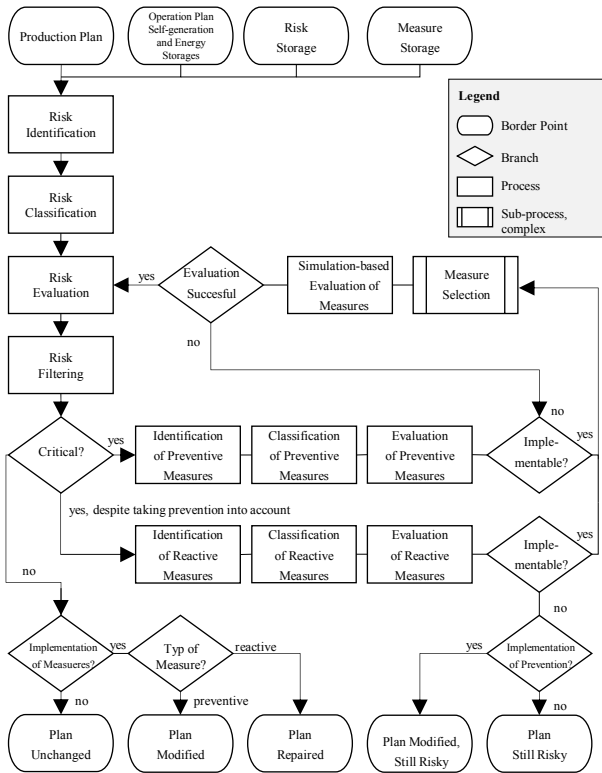 Production Plan
Operation Plan
Self-generation
and Energy
Storages
Risk
Storage
Measure
Storage
Legend
Border Point
Branch
Process
Sub-process,
complex
Risk
Identification
Risk
Classification
Risk
Evaluation
yes
Evaluation
Succesful
Simulation-based
Evaluation of
Measures
Measure
Selection
no
Risk
Filtering
no
Critical?
yes
Identification
of Preventive
Measures
Classification
of Preventive
Measures
Evaluation
of Preventive
Measures
Imple-
mentable?
yes
yes, despite taking prevention into account
Identification
of Reactive
Measures
Classification
of Reactive
Measures
Evaluation
of Reactive
Measures
Imple-
mentable?
yes
no
no
Implementation
of Measueres?
yes
Typ of
Measure?
reactive
yes
Implementation
of Prevention?
no
preventive
no
Plan
Unchanged
Plan
Modified
Plan
Repaired
Plan Modified,
Still Risky
Plan
Still Risky